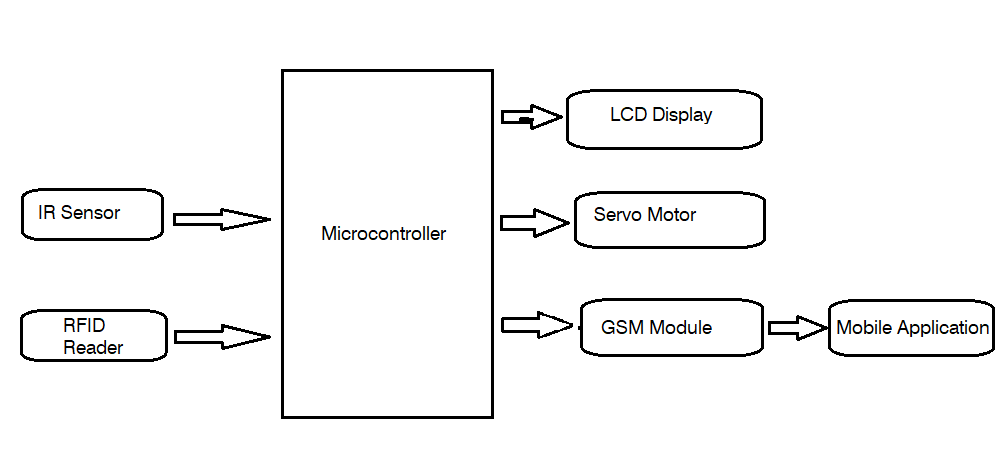 LCD Display
IR Sensor
Servo Motor
Microcontroller
RFID
Reader
GSM Module
Mobile Application